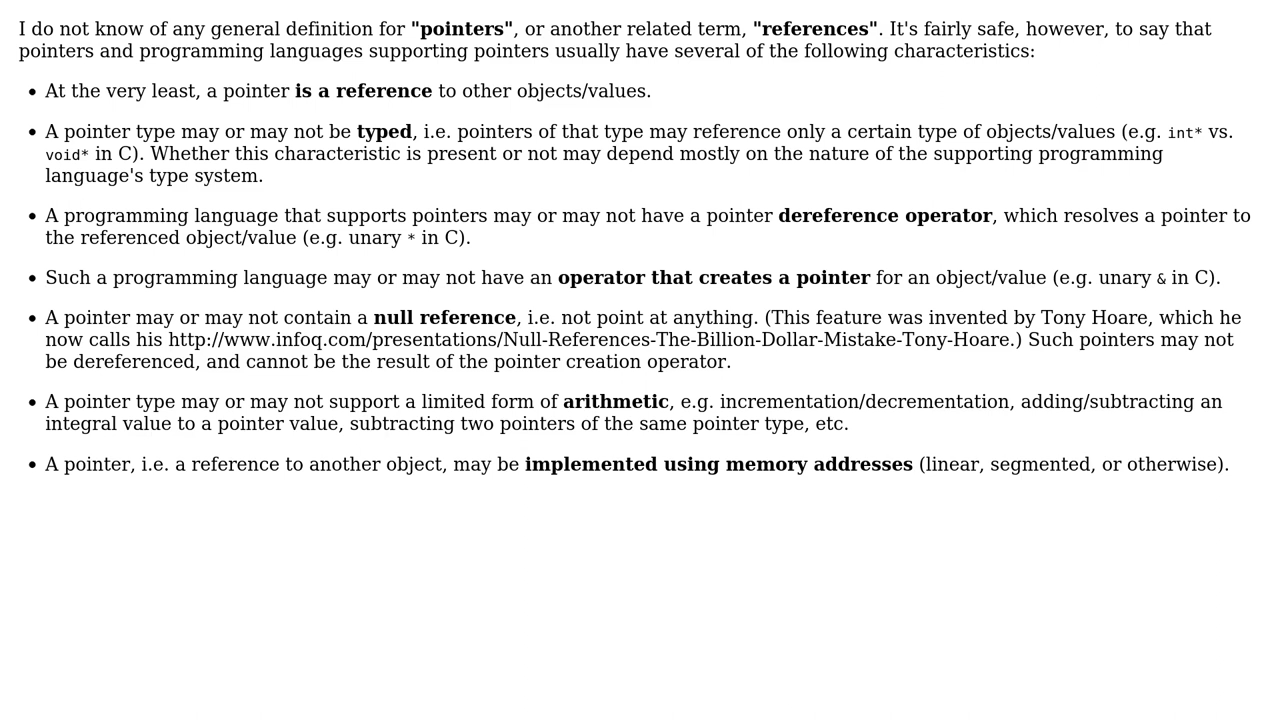 I do not know of any general definition for "pointers", or another related term, "references". It's fairly safe, however, to say that
pointers and programming languages supporting pointers usually have several of the following characteristics:
• At the very least, a pointer is a reference to other objects/values.
• A pointer type may or may not be typed, i.e. pointers of that type may reference only a certain type of objects/values (e.g. int* vs.
void* in C). Whether this characteristic is present or not may depend mostly on the nature of the supporting programming
language's type system.
• A programming language that supports pointers may or may not have a pointer dereference operator, which resolves a pointer to
the referenced object/value (e.g. unary * in C).
• Such a programming language may or may not have an operator that creates a pointer for an object/value (e.g. unary & in C).
• A pointer may or may not contain a null reference, i.e. not point at anything. (This feature was invented by Tony Hoare, which he
now calls his http://www.infoq.com/presentations/Null-References-The-Billion-Dollar-Mistake-Tony-Hoare.) Such pointers may not
be dereferenced, and cannot be the result of the pointer creation operator.
• A pointer type may or may not support a limited form of arithmetic, e.g. incrementation/decrementation, adding/subtracting an
integral value to a pointer value, subtracting two pointers of the same pointer type, etc.
• A pointer, i.e. a reference to another object, may be implemented using memory addresses (linear, segmented, or otherwise).